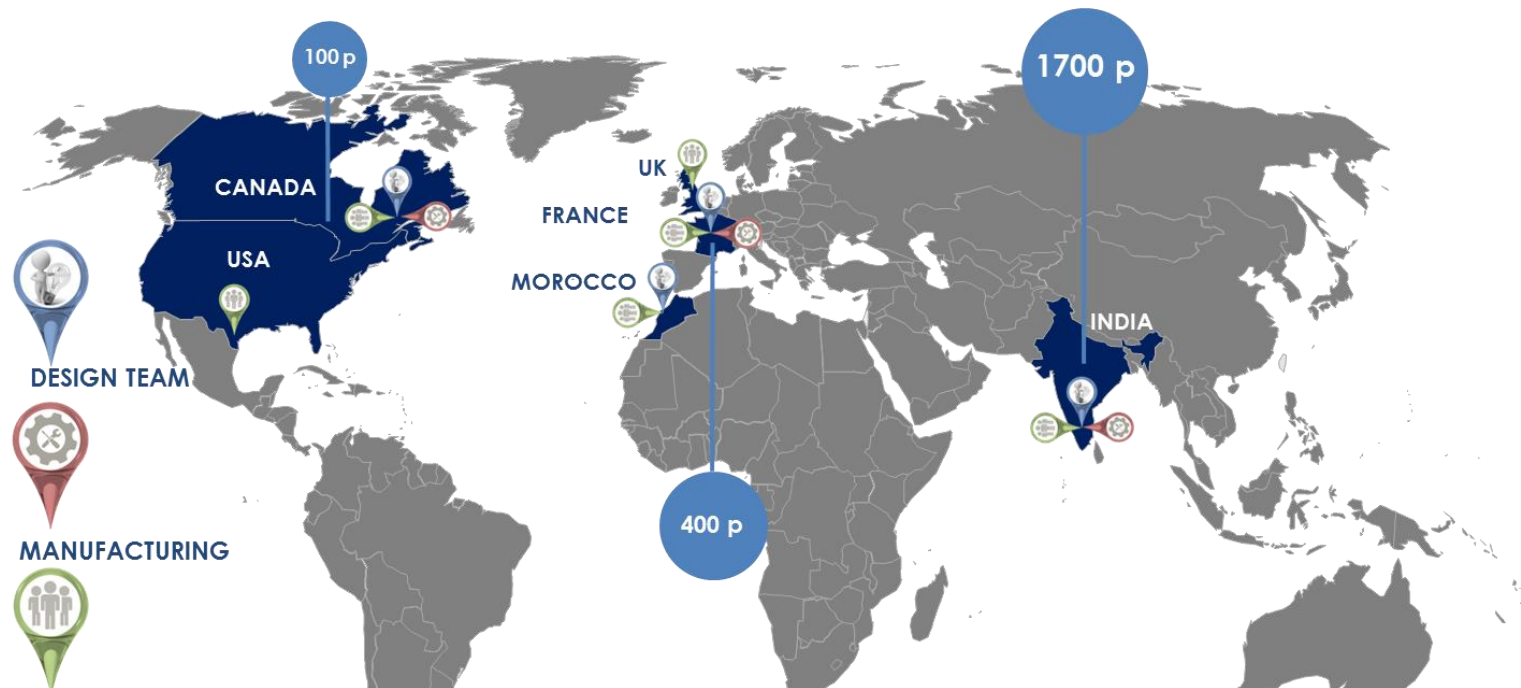 100 p
1700 p
UK
CANADA
FRANCE
USA
MOROCCO
INDIA
DESIGN TEAM
400 p
MANUFACTURING